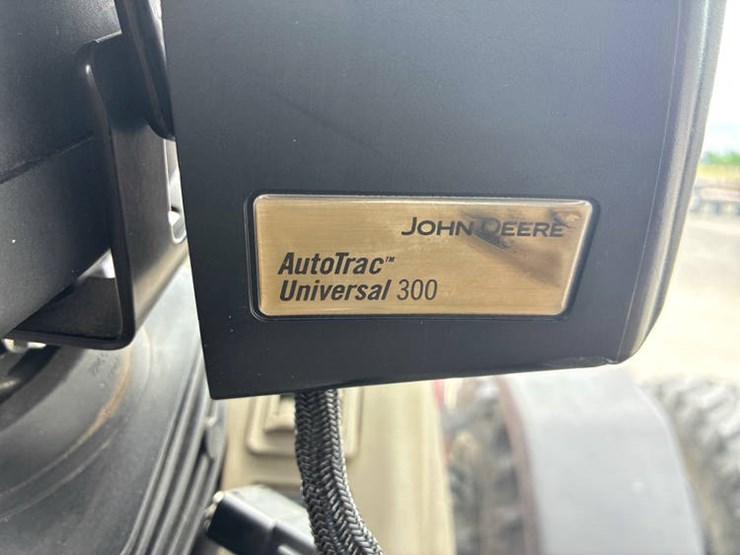 JOHN DEERE
AutoTrac™
Universal 300